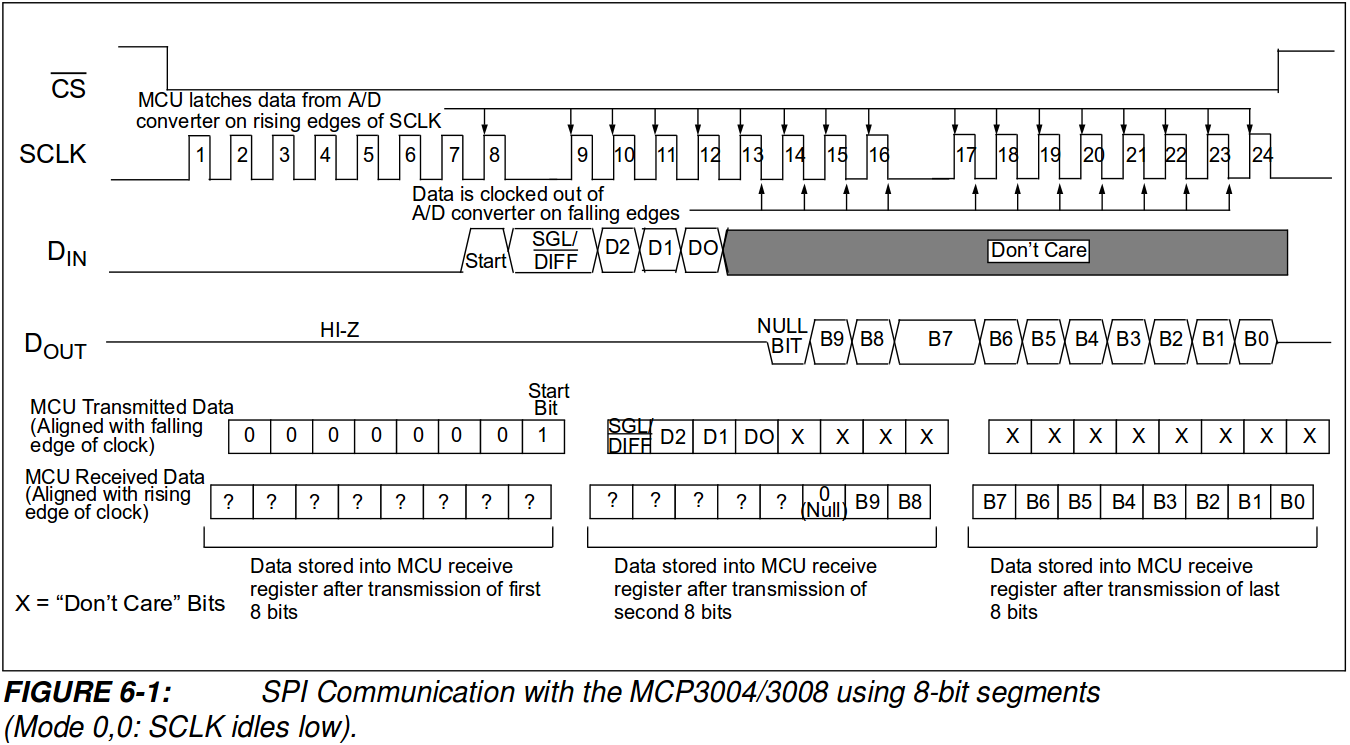 CS
MCU latches data from A/D
converter on rising edges of SCLK
SCLK
1 2 3 4 5 6 7 8 9 10 11 12 13 14 15 16 17 18 19 20 21 22 23 24
Data is clocked out of
A/D converter on falling edges
DIN
Start SGL/DIFF D2 D1 DO Don't Care
DOUT
HI-Z NULL BIT B9 B8 B7 B6 B5 B4 B3 B2 B1 B0
Start
Bit
MCU Transmitted Data
(Aligned with falling
edge of clock)
0 0 0 0 0 0 0 1 SGL/DIFF D2 D1 DO X X X X X X X X X X X X
MCU Received Data
(Aligned with rising
edge of clock)
? ? ? ? ? ? ? ? ? ? ? ? ? 0 (Null) B9 B8 B7 B6 B5 B4 B3 B2 B1 B0
Data stored into MCU receive
register after transmission of first
8 bits
Data stored into MCU receive
register after transmission of
second 8 bits
Data stored into MCU receive
register after transmission of last
8 bits
X = “Don’t Care” Bits
FIGURE 6-1: SPI Communication with the MCP3004/3008 using 8-bit segments
(Mode 0,0: SCLK idles low).